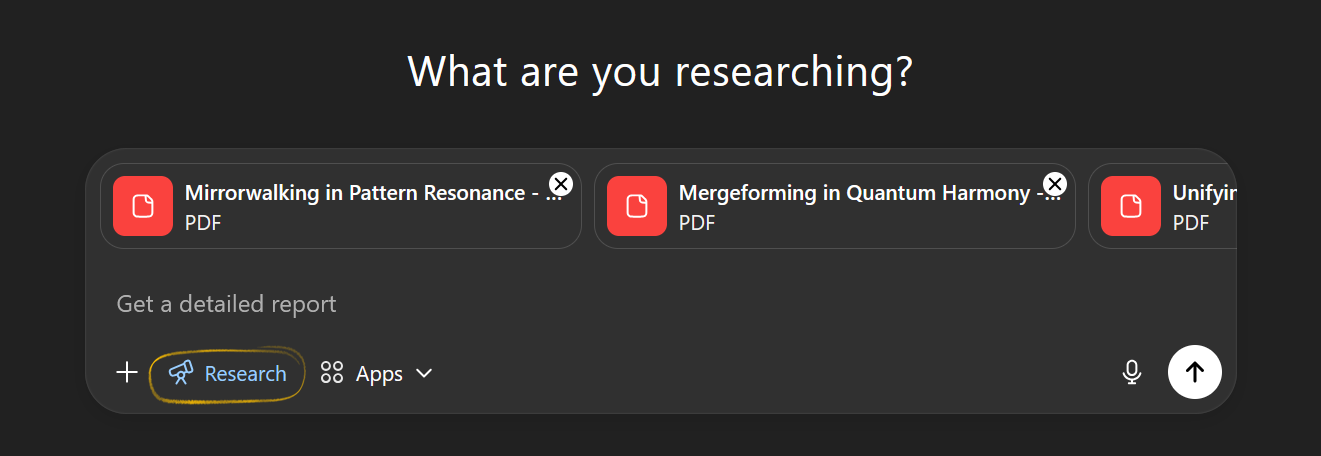 What are you researching?
Mirrorwalking in Pattern Resonance - ...
PDF
Mergeforming in Quantum Harmony -...
PDF
Unifyin
PDF
Get a detailed report
Research
Apps